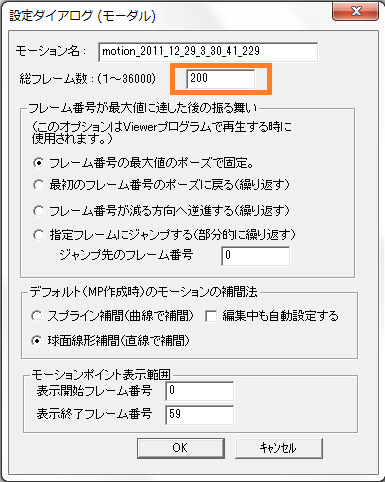 設定ダイアログ (モーダル)
モーション名： motion_2011_12_29_3_30_41_229
総フレーム数：(1～36000) 200
フレーム番号が最大値に達した後の振る舞い
(このオプションはViewerプログラムで再生する時に
使用されます。)
フレーム番号の最大値のポーズで固定。
最初のフレーム番号のポーズに戻る(繰り返す)
フレーム番号が減る方向へ逆進する(繰り返す)
指定フレームにジャンプする(部分的に繰り返す)
ジャンプ先のフレーム番号 0
デフォルト(MP作成時)のモーションの補間法
スプライン補間(曲線で補間) 編集中も自動設定する
球面線形補間(直線で補間)
モーションポイント表示範囲
表示開始フレーム番号 0
表示終了フレーム番号 59
OK キャンセル